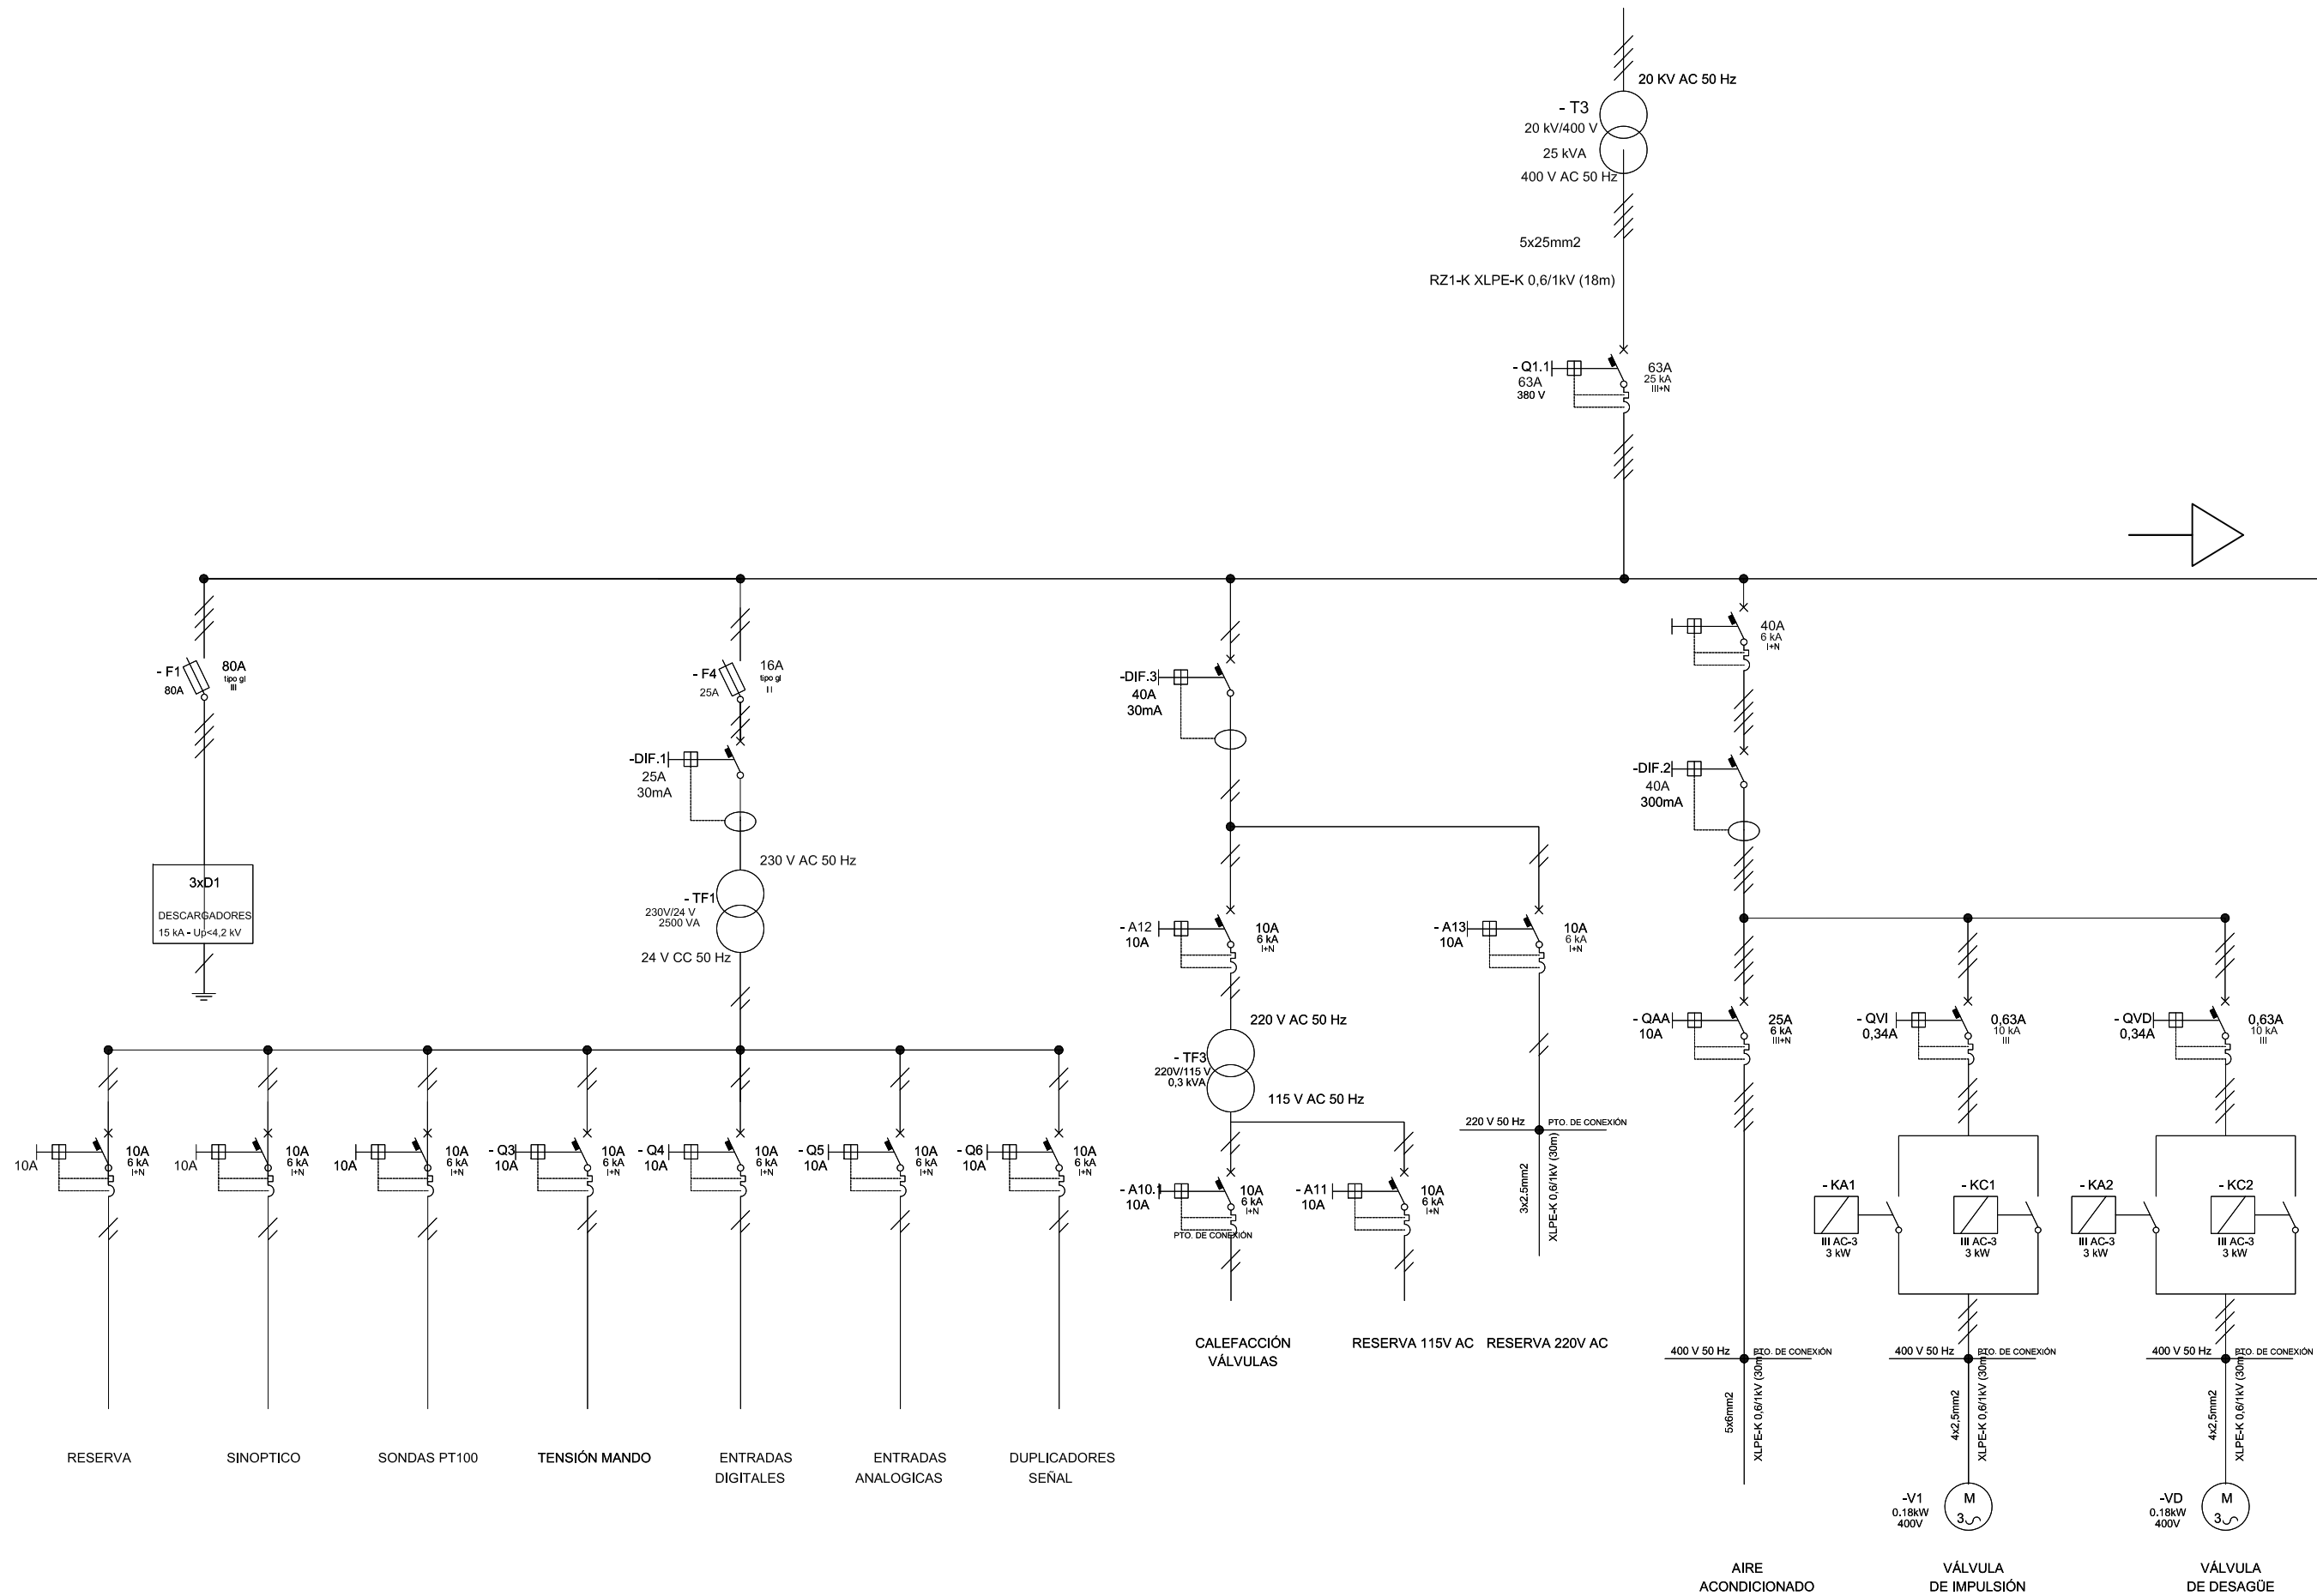 20 KV AC 50 Hz
- T3
20 kV/400 V
25 kVA
400 V AC 50 Hz
5x25mm2
RZ1-K XLPE-K 0,6/1kV (18m)
- Q1.1
63A
380 V
63A
25 kA
III+N
- F1
80A
80A
tipo gl
III
- F4
25A
16A
tipo gl
II
-DIF.1
25A
30mA
-DIF.3
40A
30mA
40A
6 kA
I+N
-DIF.2
40A
300mA
3xD1
DESCARGADORES
15 kA - Up<4,2 kV
230 V AC 50 Hz
- TF1
230V/24 V
2500 VA
24 V CC 50 Hz
- A12
10A
10A
6 kA
I+N
- A13
10A
10A
6 kA
I+N
220 V AC 50 Hz
- TF3
220V/115 V
0,3 kVA
115 V AC 50 Hz
- QAA
10A
25A
6 kA
III+N
- QVI
0,34A
0,63A
10 kA
III
- QVD
0,34A
0,63A
10 kA
III
10A
10A
6 kA
I+N
10A
10A
6 kA
I+N
10A
10A
6 kA
I+N
- Q3
10A
10A
6 kA
I+N
- Q4
10A
10A
6 kA
I+N
- Q5
10A
10A
6 kA
I+N
- Q6
10A
10A
6 kA
I+N
- A10.1
10A
10A
6 kA
I+N
PTO. DE CONEXIÓN
- A11
10A
10A
6 kA
I+N
220 V 50 Hz
PTO. DE CONEXIÓN
3x2.5mm2
XLPE-K 0,6/1kV (30m)
- KA1
III AC-3
3 kW
- KC1
III AC-3
3 kW
- KA2
III AC-3
3 kW
- KC2
III AC-3
3 kW
CALEFACCIÓN
VÁLVULAS
RESERVA 115V AC
RESERVA 220V AC
400 V 50 Hz
PTO. DE CONEXIÓN
5x6mm2
XLPE-K 0,6/1kV (30m)
400 V 50 Hz
PTO. DE CONEXIÓN
4x2,5mm2
XLPE-K 0,6/1kV (30m)
400 V 50 Hz
PTO. DE CONEXIÓN
4x2,5mm2
XLPE-K 0,6/1kV (30m)
RESERVA
SINOPTICO
SONDAS PT100
TENSIÓN MANDO
ENTRADAS
DIGITALES
ENTRADAS
ANALOGICAS
DUPLICADORES
SEÑAL
-V1
0.18kW
400V
M
3
-VD
0.18kW
400V
M
3
AIRE
ACONDICIONADO
VÁLVULA
DE IMPULSIÓN
VÁLVULA
DE DESAGÜE